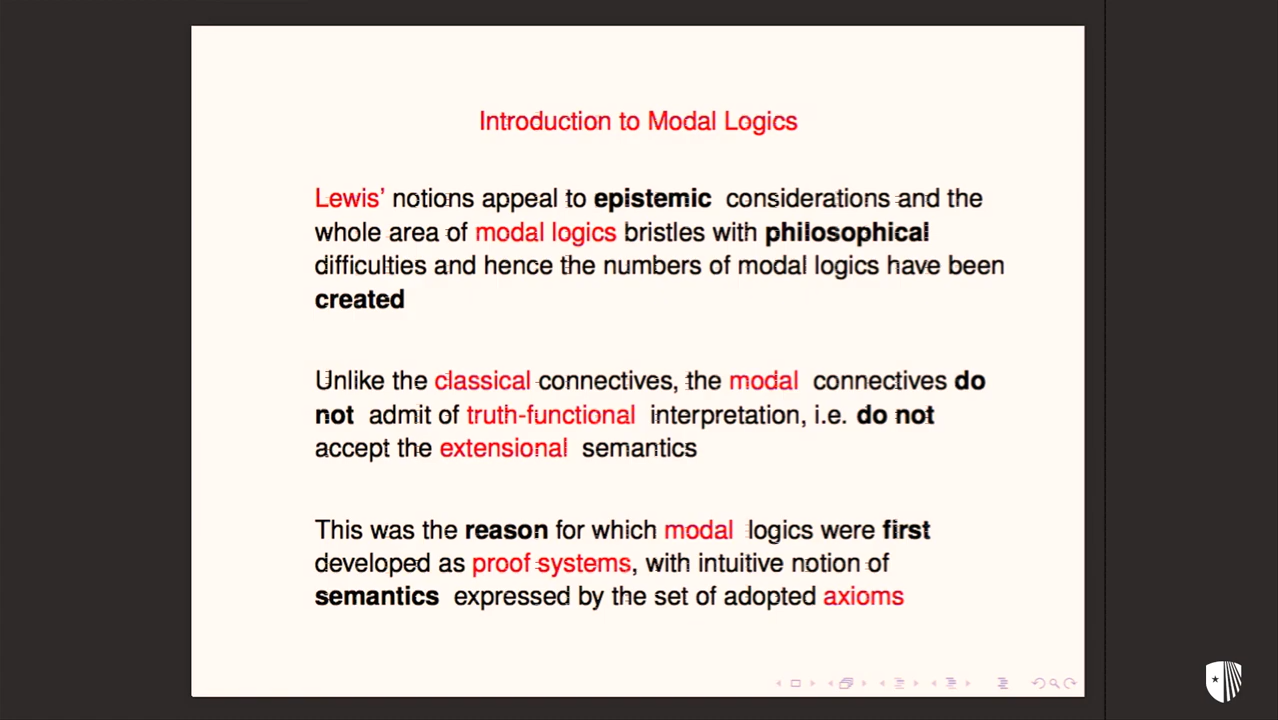 Introduction to Modal Logics
Lewis' notions appeal to epistemic considerations and the
whole area of modal logics bristles with philosophical
difficulties and hence the numbers of modal logics have been
created
Unlike the classical connectives, the modal connectives do
not admit of truth-functional interpretation, i.e. do not
accept the extensional semantics
This was the reason for which modal logics were first
developed as proof systems, with intuitive notion of
semantics expressed by the set of adopted axioms